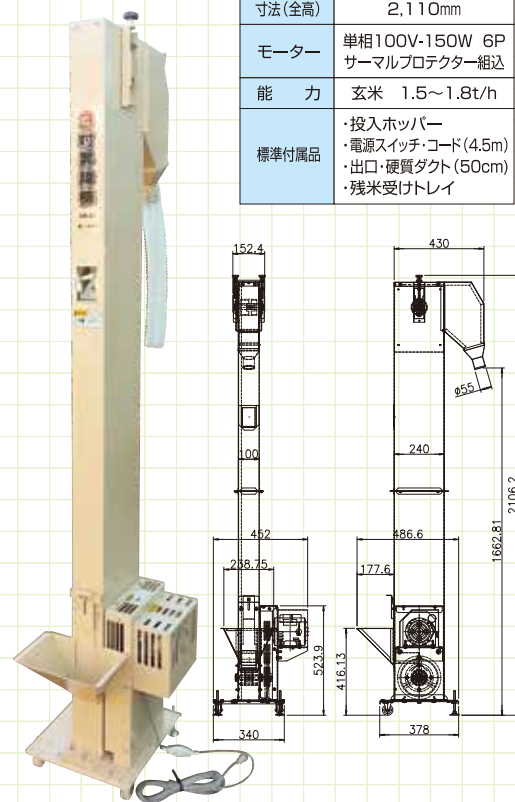 寸法(全高) 2,110mm
モーター 単相100V-150W 6P
サーマルプロテクター組込
能 力 玄米 1.5〜1.8t/h
標準付属品
・投入ホッパー
・電源スイッチ・コード(4.5m)
・出口・硬質ダクト(50cm)
・残米受けトレイ
152.4
430
ø55
100
240
2106.2
1662.81
452
486.6
238.75
177.6
523.9
416.13
340
378